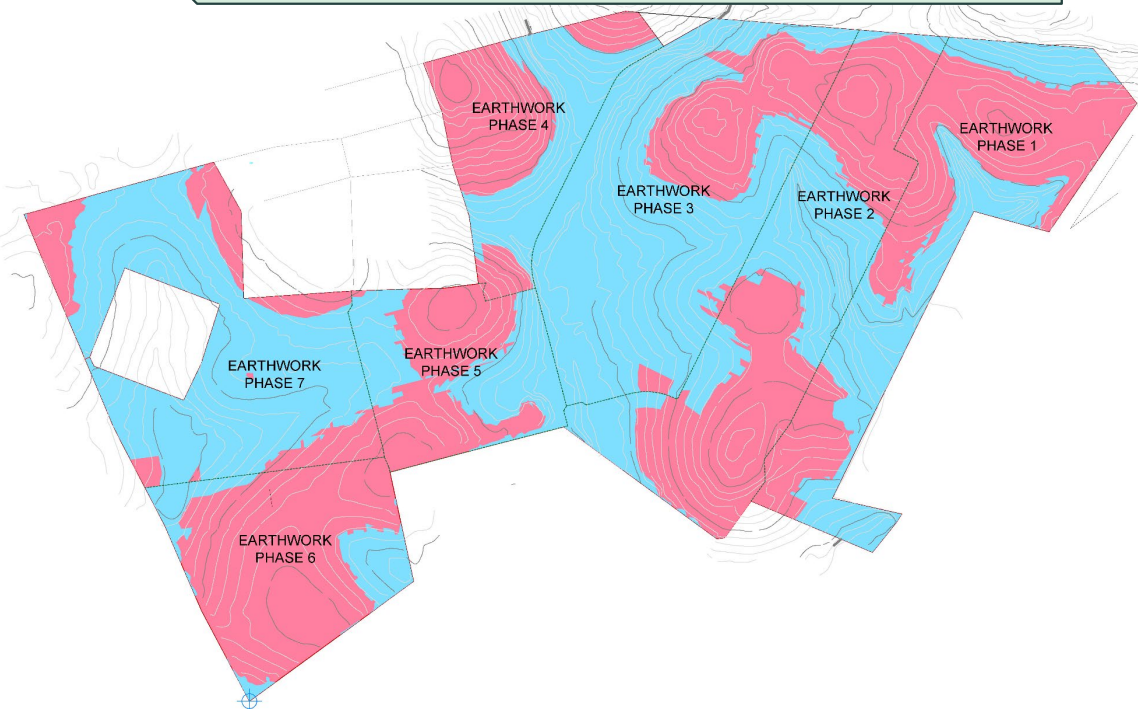 EARTHWORK
PHASE 4
EARTHWORK
PHASE 1
EARTHWORK
PHASE 3
EARTHWORK
PHASE 2
EARTHWORK
PHASE 5
EARTHWORK
PHASE 7
EARTHWORK
PHASE 6